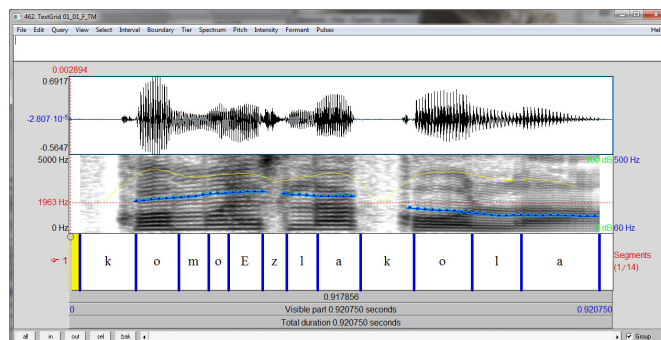 462. TextGrid 01_01_F_TM
File Edit Query View Select Interval Boundary Tier Spectrum Pitch Intensity Formant Pulses Hel
0.002894
0.6917
-2.807·10⁻⁵
-0.5647
5000 Hz
100 dB 500 Hz
1963 Hz
0 Hz
dB 60 Hz
1 k o m o E z l a k o l a
Segments
(1/14)
0.917856
0 Visible part 0.920750 seconds 0.920750
Total duration 0.920750 seconds
all in out sel bak Group